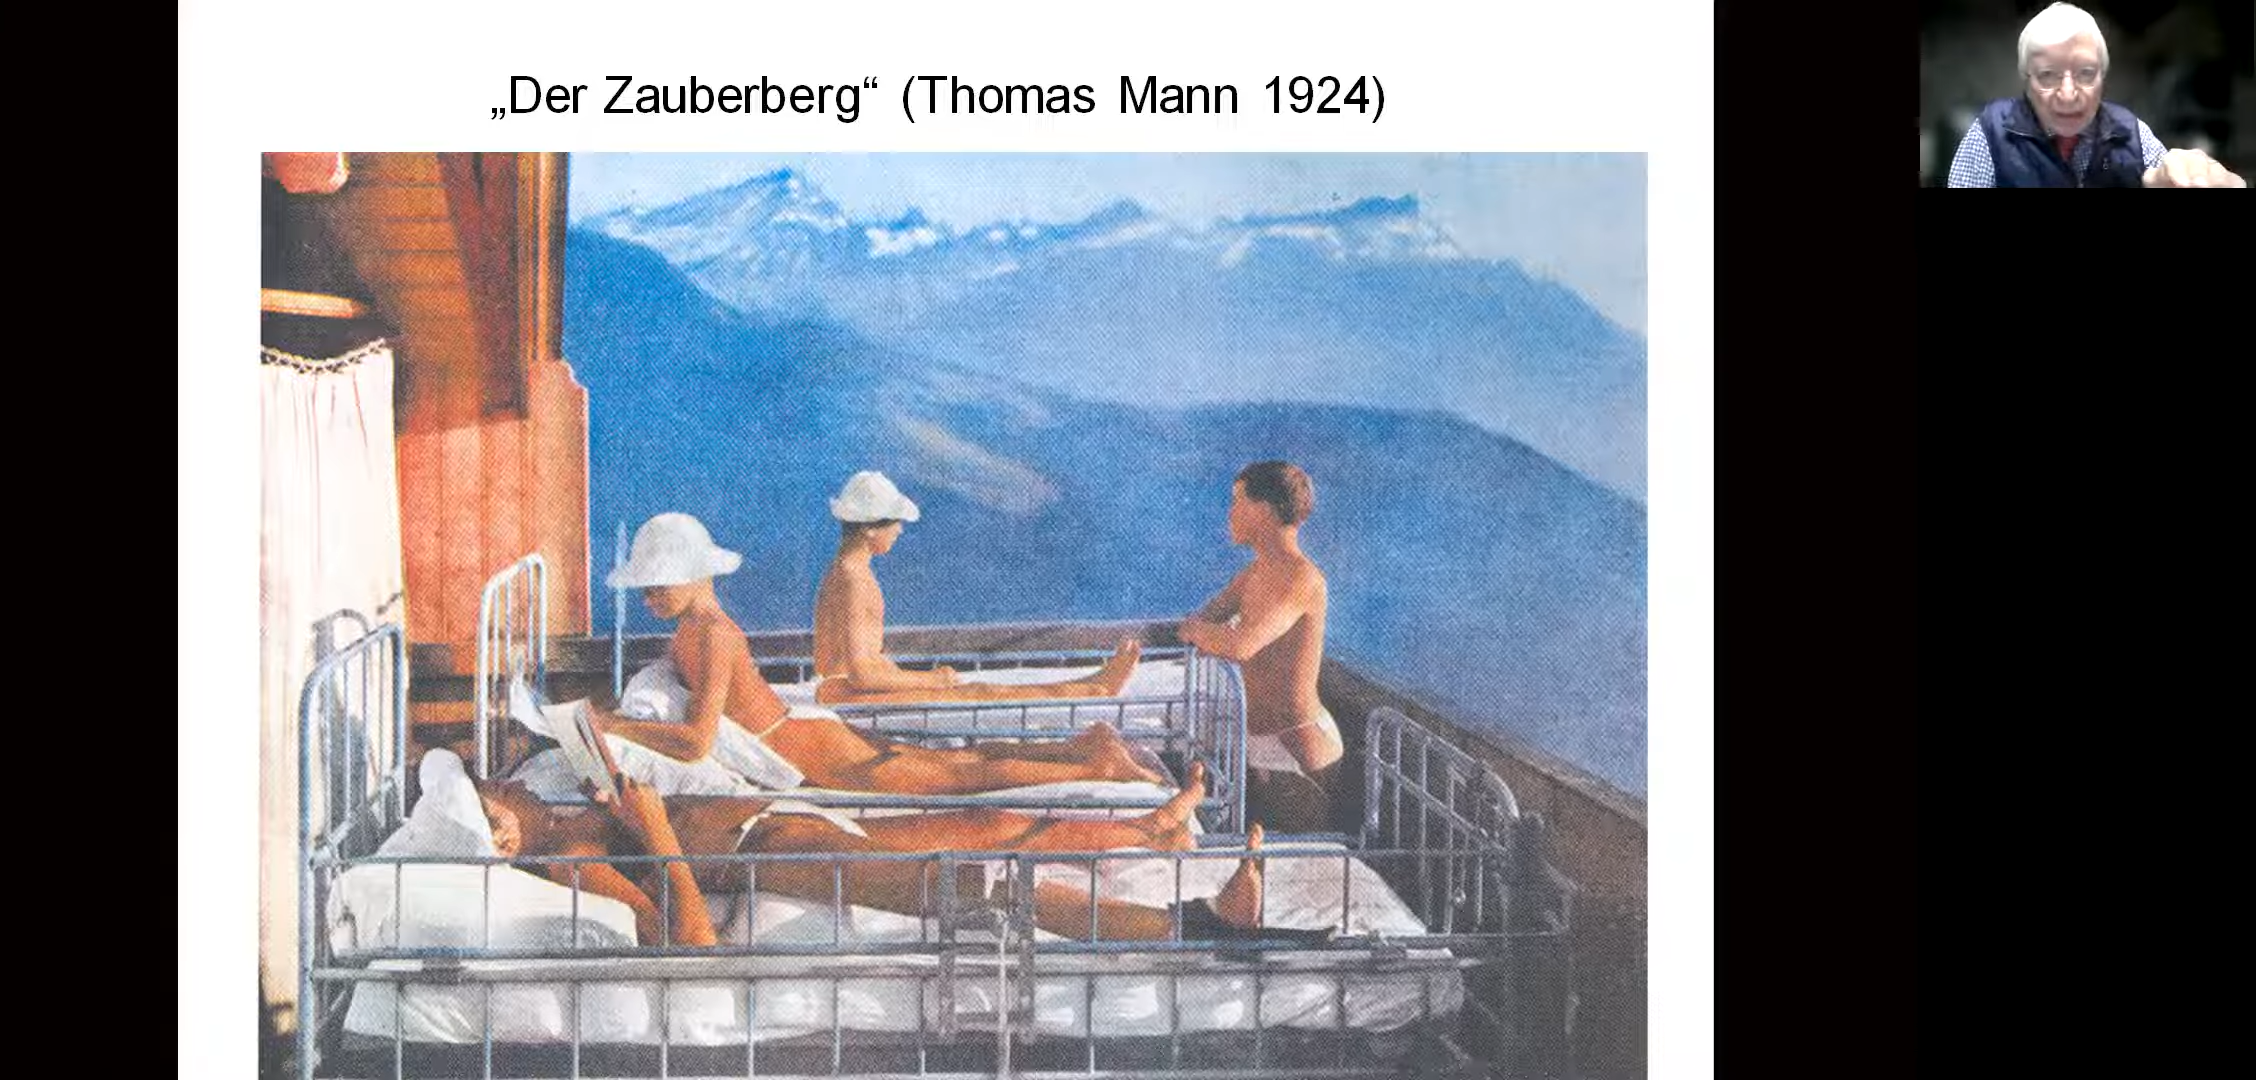 „Der Zauberberg“ (Thomas Mann 1924)